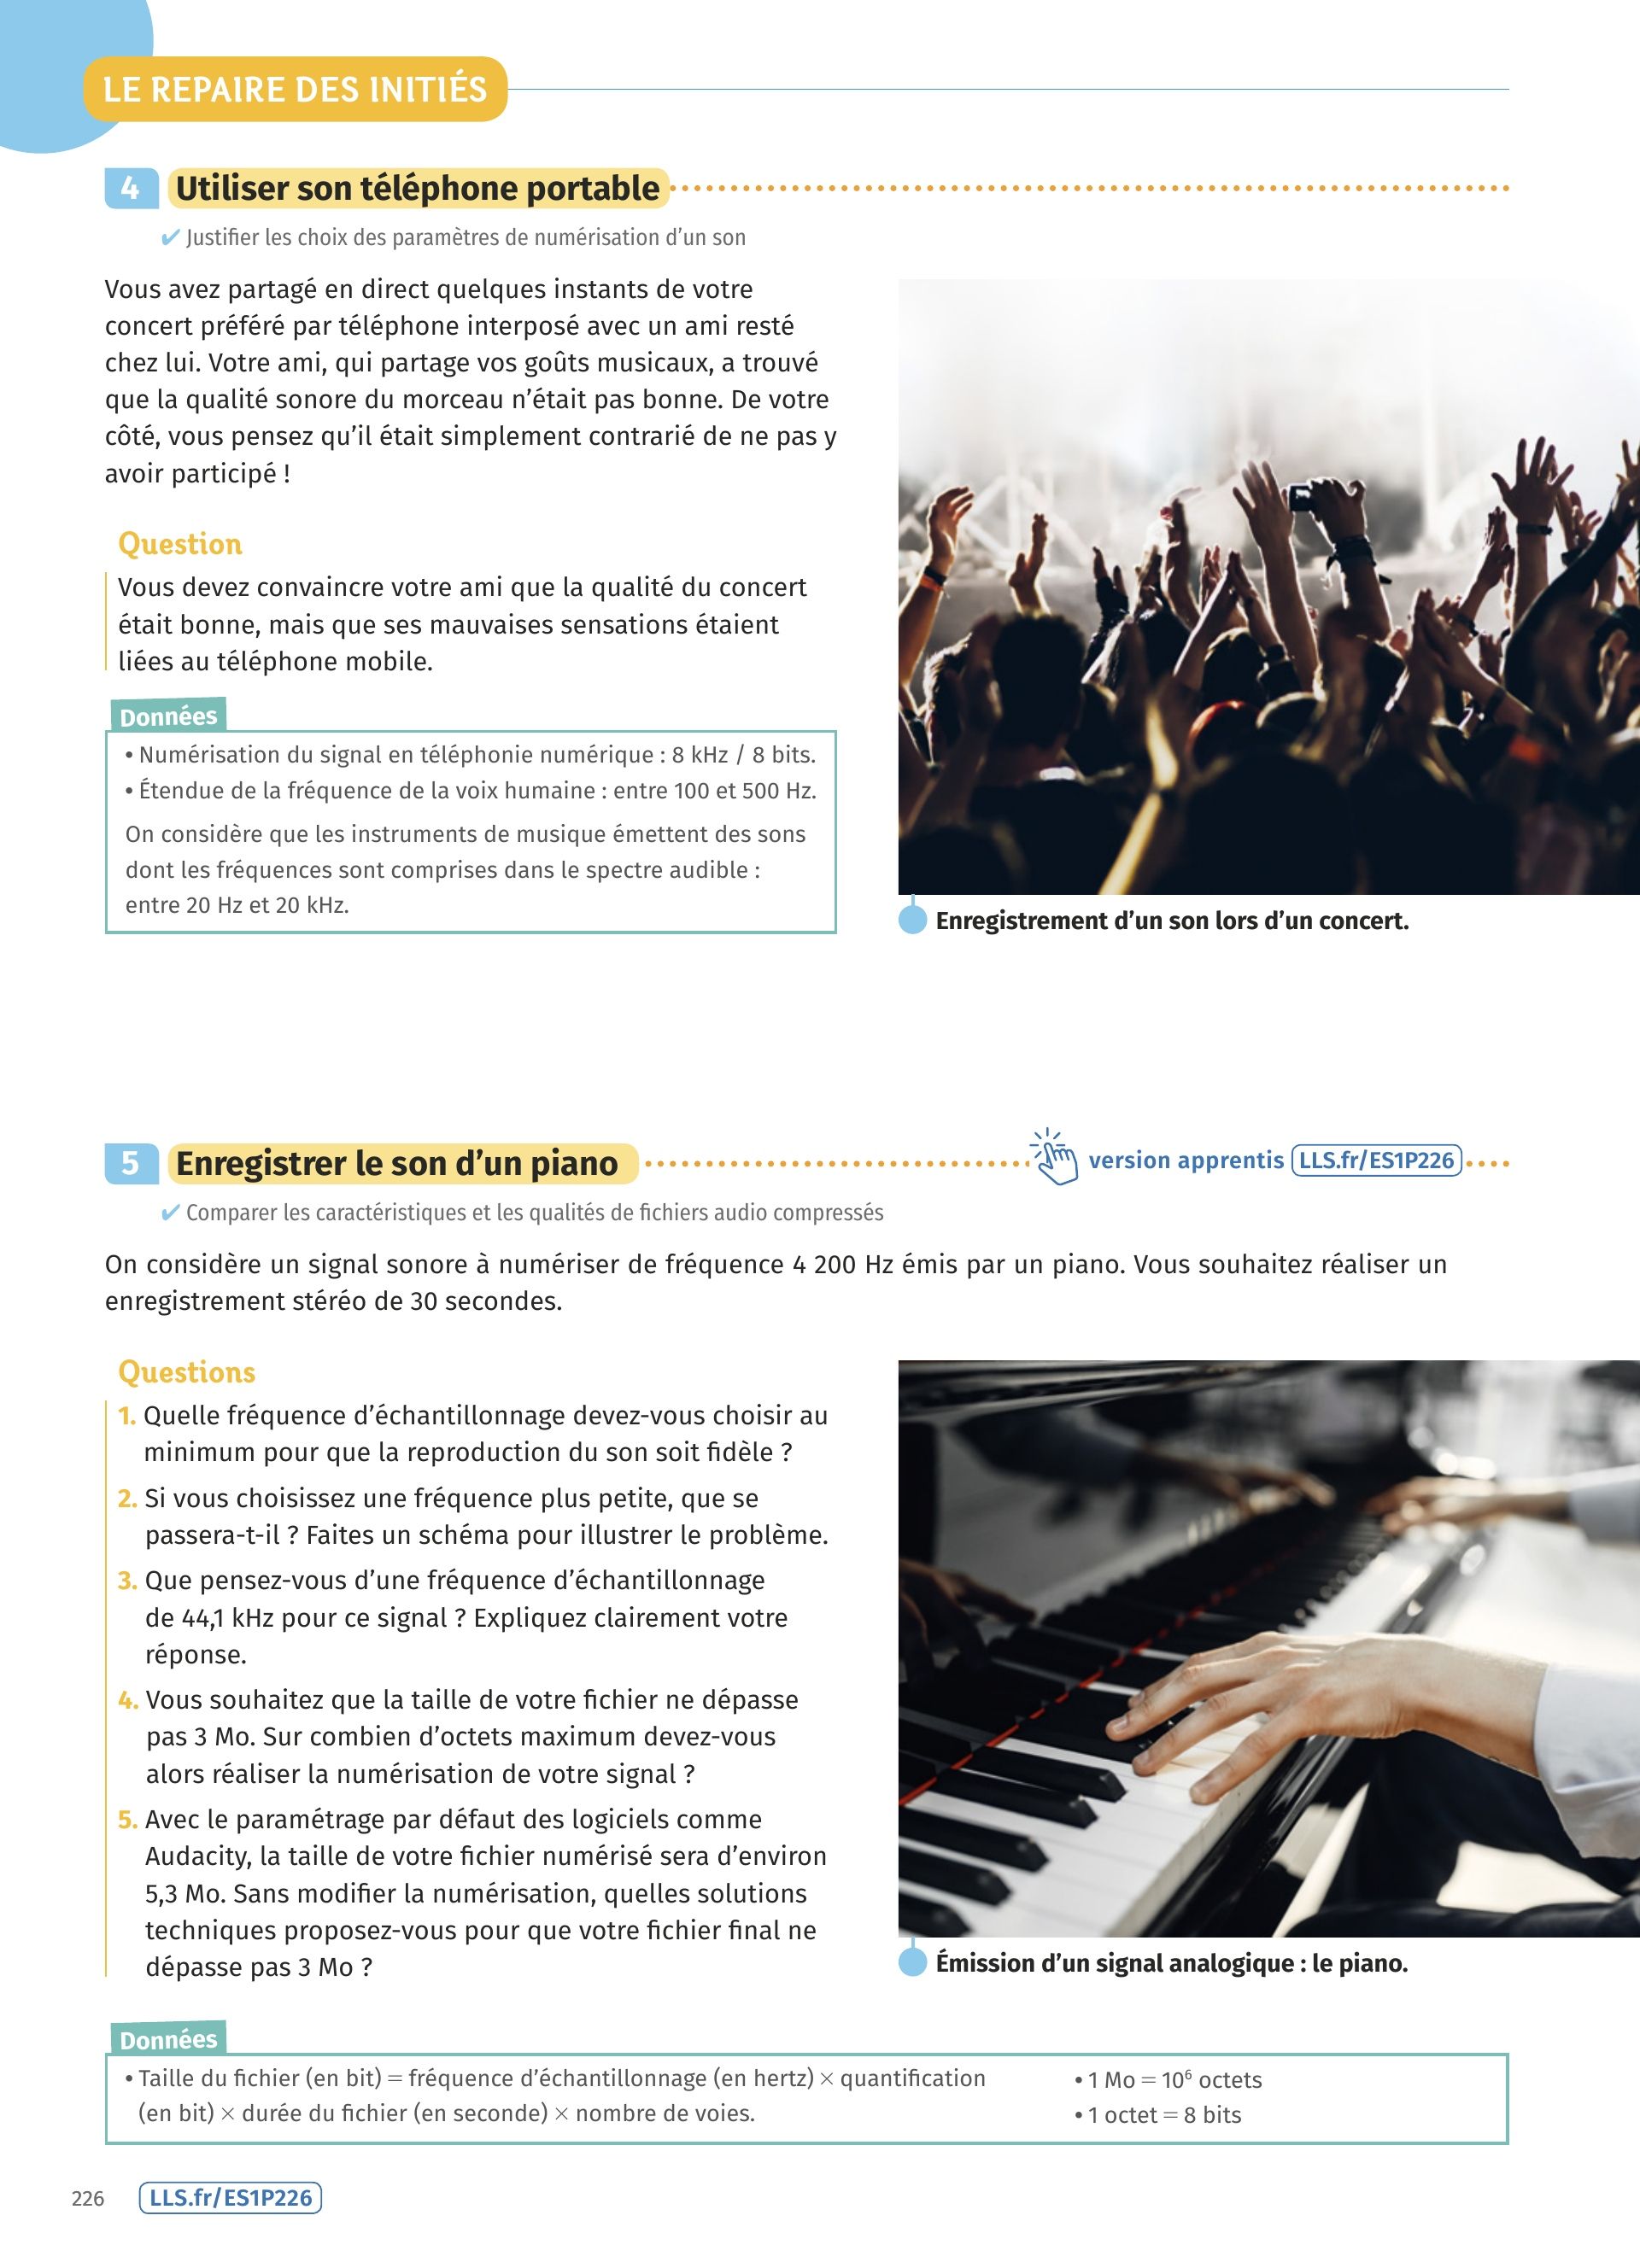 LE REPAIRE DES INITIÉS
4 Utiliser son téléphone portable
✔ Justifier les choix des paramètres de numérisation d’un son
Vous avez partagé en direct quelques instants de votre
concert préféré par téléphone interposé avec un ami resté
chez lui. Votre ami, qui partage vos goûts musicaux, a trouvé
que la qualité sonore du morceau n’était pas bonne. De votre
côté, vous pensez qu’il était simplement contrarié de ne pas y
avoir participé !
Question
Vous devez convaincre votre ami que la qualité du concert
était bonne, mais que ses mauvaises sensations étaient
liées au téléphone mobile.
Données
• Numérisation du signal en téléphonie numérique : 8 kHz / 8 bits.
• Étendue de la fréquence de la voix humaine : entre 100 et 500 Hz.
On considère que les instruments de musique émettent des sons
dont les fréquences sont comprises dans le spectre audible :
entre 20 Hz et 20 kHz.
Enregistrement d’un son lors d’un concert.
5 Enregistrer le son d’un piano
version apprentis LLS.fr/ES1P226
✔ Comparer les caractéristiques et les qualités de fichiers audio compressés
On considère un signal sonore à numériser de fréquence 4 200 Hz émis par un piano. Vous souhaitez réaliser un
enregistrement stéréo de 30 secondes.
Questions
1. Quelle fréquence d’échantillonnage devez-vous choisir au
minimum pour que la reproduction du son soit fidèle ?
2. Si vous choisissez une fréquence plus petite, que se
passera-t-il ? Faites un schéma pour illustrer le problème.
3. Que pensez-vous d’une fréquence d’échantillonnage
de 44,1 kHz pour ce signal ? Expliquez clairement votre
réponse.
4. Vous souhaitez que la taille de votre fichier ne dépasse
pas 3 Mo. Sur combien d’octets maximum devez-vous
alors réaliser la numérisation de votre signal ?
5. Avec le paramétrage par défaut des logiciels comme
Audacity, la taille de votre fichier numérisé sera d’environ
5,3 Mo. Sans modifier la numérisation, quelles solutions
techniques proposez-vous pour que votre fichier final ne
dépasse pas 3 Mo ?
Émission d’un signal analogique : le piano.
Données
• Taille du fichier (en bit) = fréquence d’échantillonnage (en hertz) × quantification
(en bit) × durée du fichier (en seconde) × nombre de voies.
• 1 Mo = 10⁶ octets
• 1 octet = 8 bits
226 LLS.fr/ES1P226